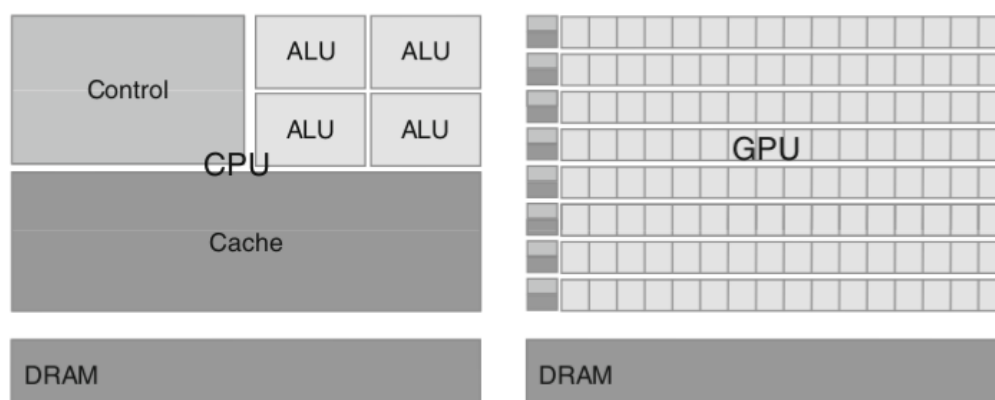 Control
ALU
ALU
ALU
ALU
CPU
Cache
DRAM
GPU
DRAM